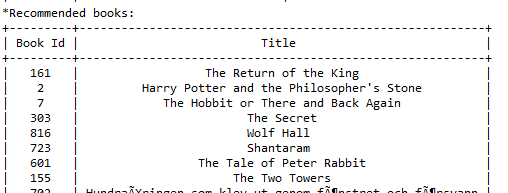 *Recommended books:
Book Id | Title
161 | The Return of the King
2 | Harry Potter and the Philosopher's Stone
7 | The Hobbit or There and Back Again
303 | The Secret
816 | Wolf Hall
723 | Shantaram
601 | The Tale of Peter Rabbit
155 | The Two Towers
702 | HundraÃ¥ringen som klev ut genom fÃ¶nstret och fÃ¶rsvann